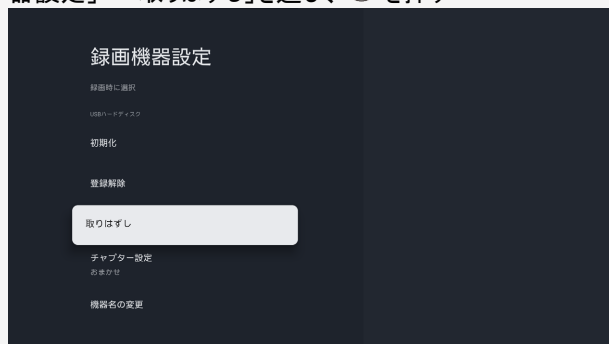 録画機器設定
録画時に選択
USBハードディスク
初期化
登録解除
取りはずし
チャプター設定
おまかせ
機器名の変更